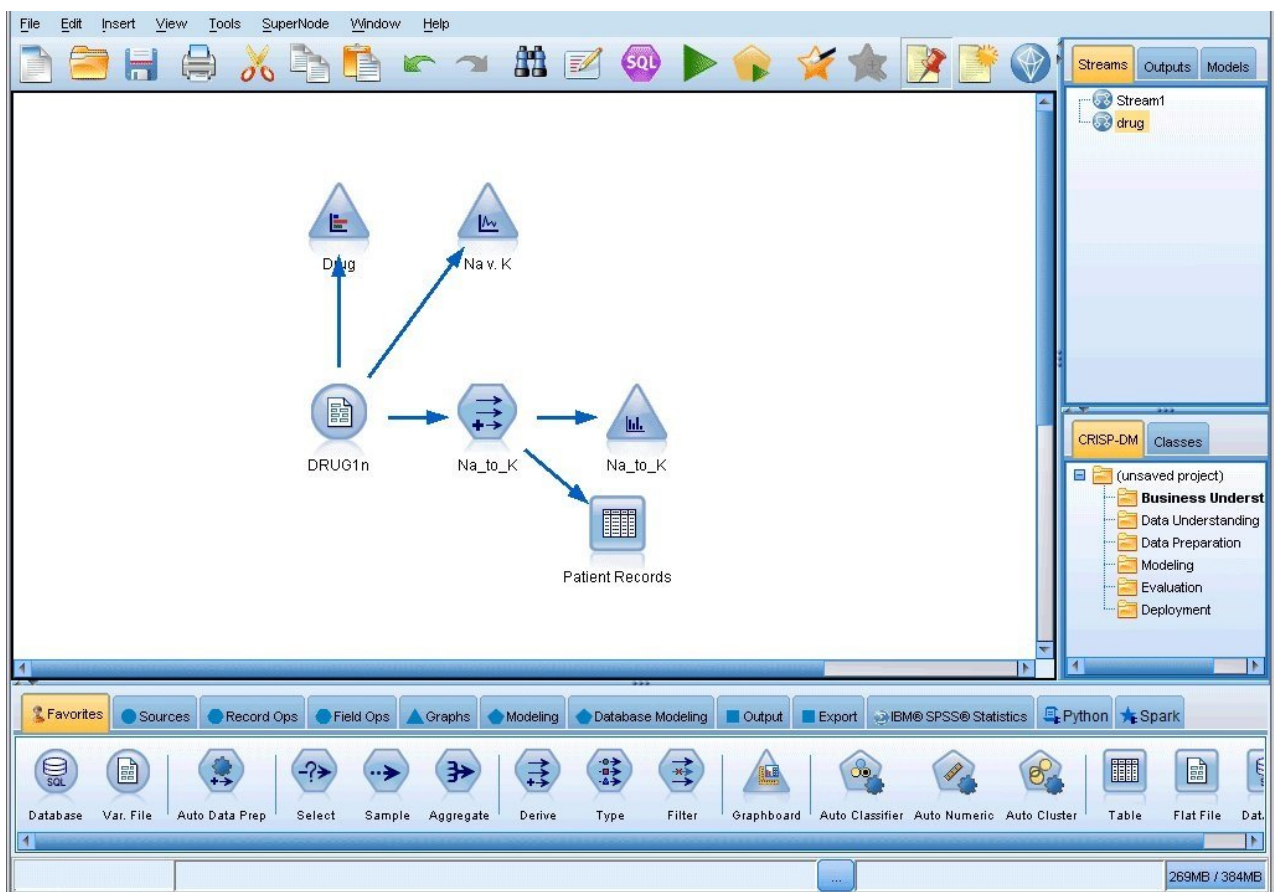 File Edit Insert View Tools SuperNode Window Help
SQL
Streams Outputs Models
Stream1
drug
Drug
Na v. K
DRUG1n
Na_to_K
Na_to_K
Patient Records
CRISP-DM Classes
(unsaved project)
Business Underst
Data Understanding
Data Preparation
Modeling
Evaluation
Deployment
Favorites Sources Record Ops Field Ops Graphs Modeling Database Modeling Output Export IBM® SPSS® Statistics Python Spark
SQL
Database Var. File Auto Data Prep Select Sample Aggregate Derive Type Filter Graphboard Auto Classifier Auto Numeric Auto Cluster Table Flat File Dat.
...
269MB / 384MB